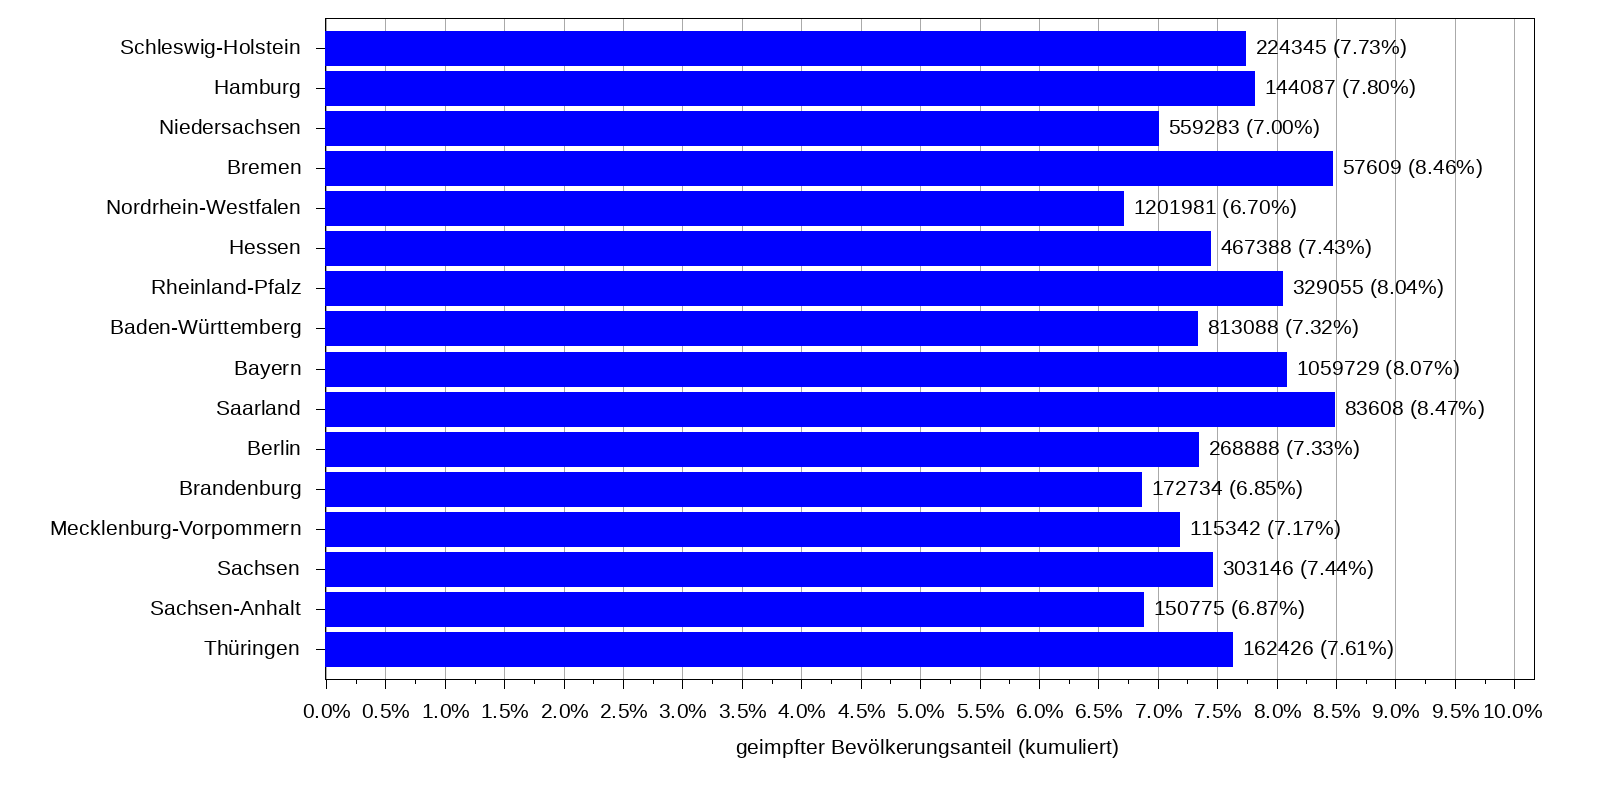 Schleswig-Holstein 224345 (7.73%)
Hamburg 144087 (7.80%)
Niedersachsen 559283 (7.00%)
Bremen 57609 (8.46%)
Nordrhein-Westfalen 1201981 (6.70%)
Hessen 467388 (7.43%)
Rheinland-Pfalz 329055 (8.04%)
Baden-Württemberg 813088 (7.32%)
Bayern 1059729 (8.07%)
Saarland 83608 (8.47%)
Berlin 268888 (7.33%)
Brandenburg 172734 (6.85%)
Mecklenburg-Vorpommern 115342 (7.17%)
Sachsen 303146 (7.44%)
Sachsen-Anhalt 150775 (6.87%)
Thüringen 162426 (7.61%)
0.0% 0.5% 1.0% 1.5% 2.0% 2.5% 3.0% 3.5% 4.0% 4.5% 5.0% 5.5% 6.0% 6.5% 7.0% 7.5% 8.0% 8.5% 9.0% 9.5% 10.0%
geimpfter Bevölkerungsanteil (kumuliert)